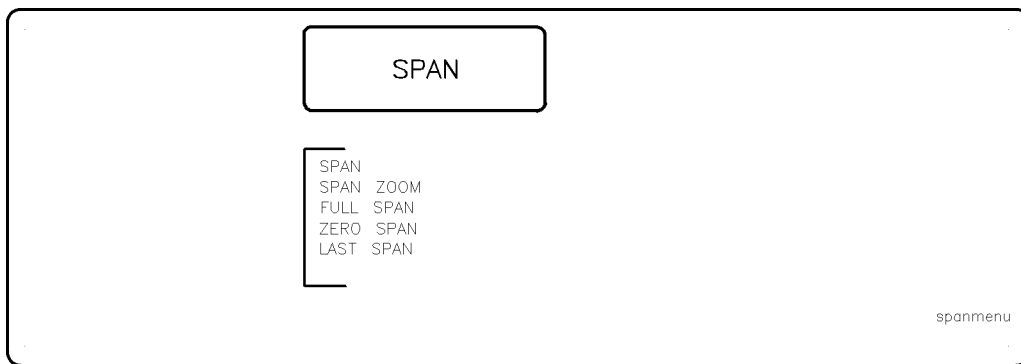 SPAN
SPAN
SPAN ZOOM
FULL SPAN
ZERO SPAN
LAST SPAN
spanmenu